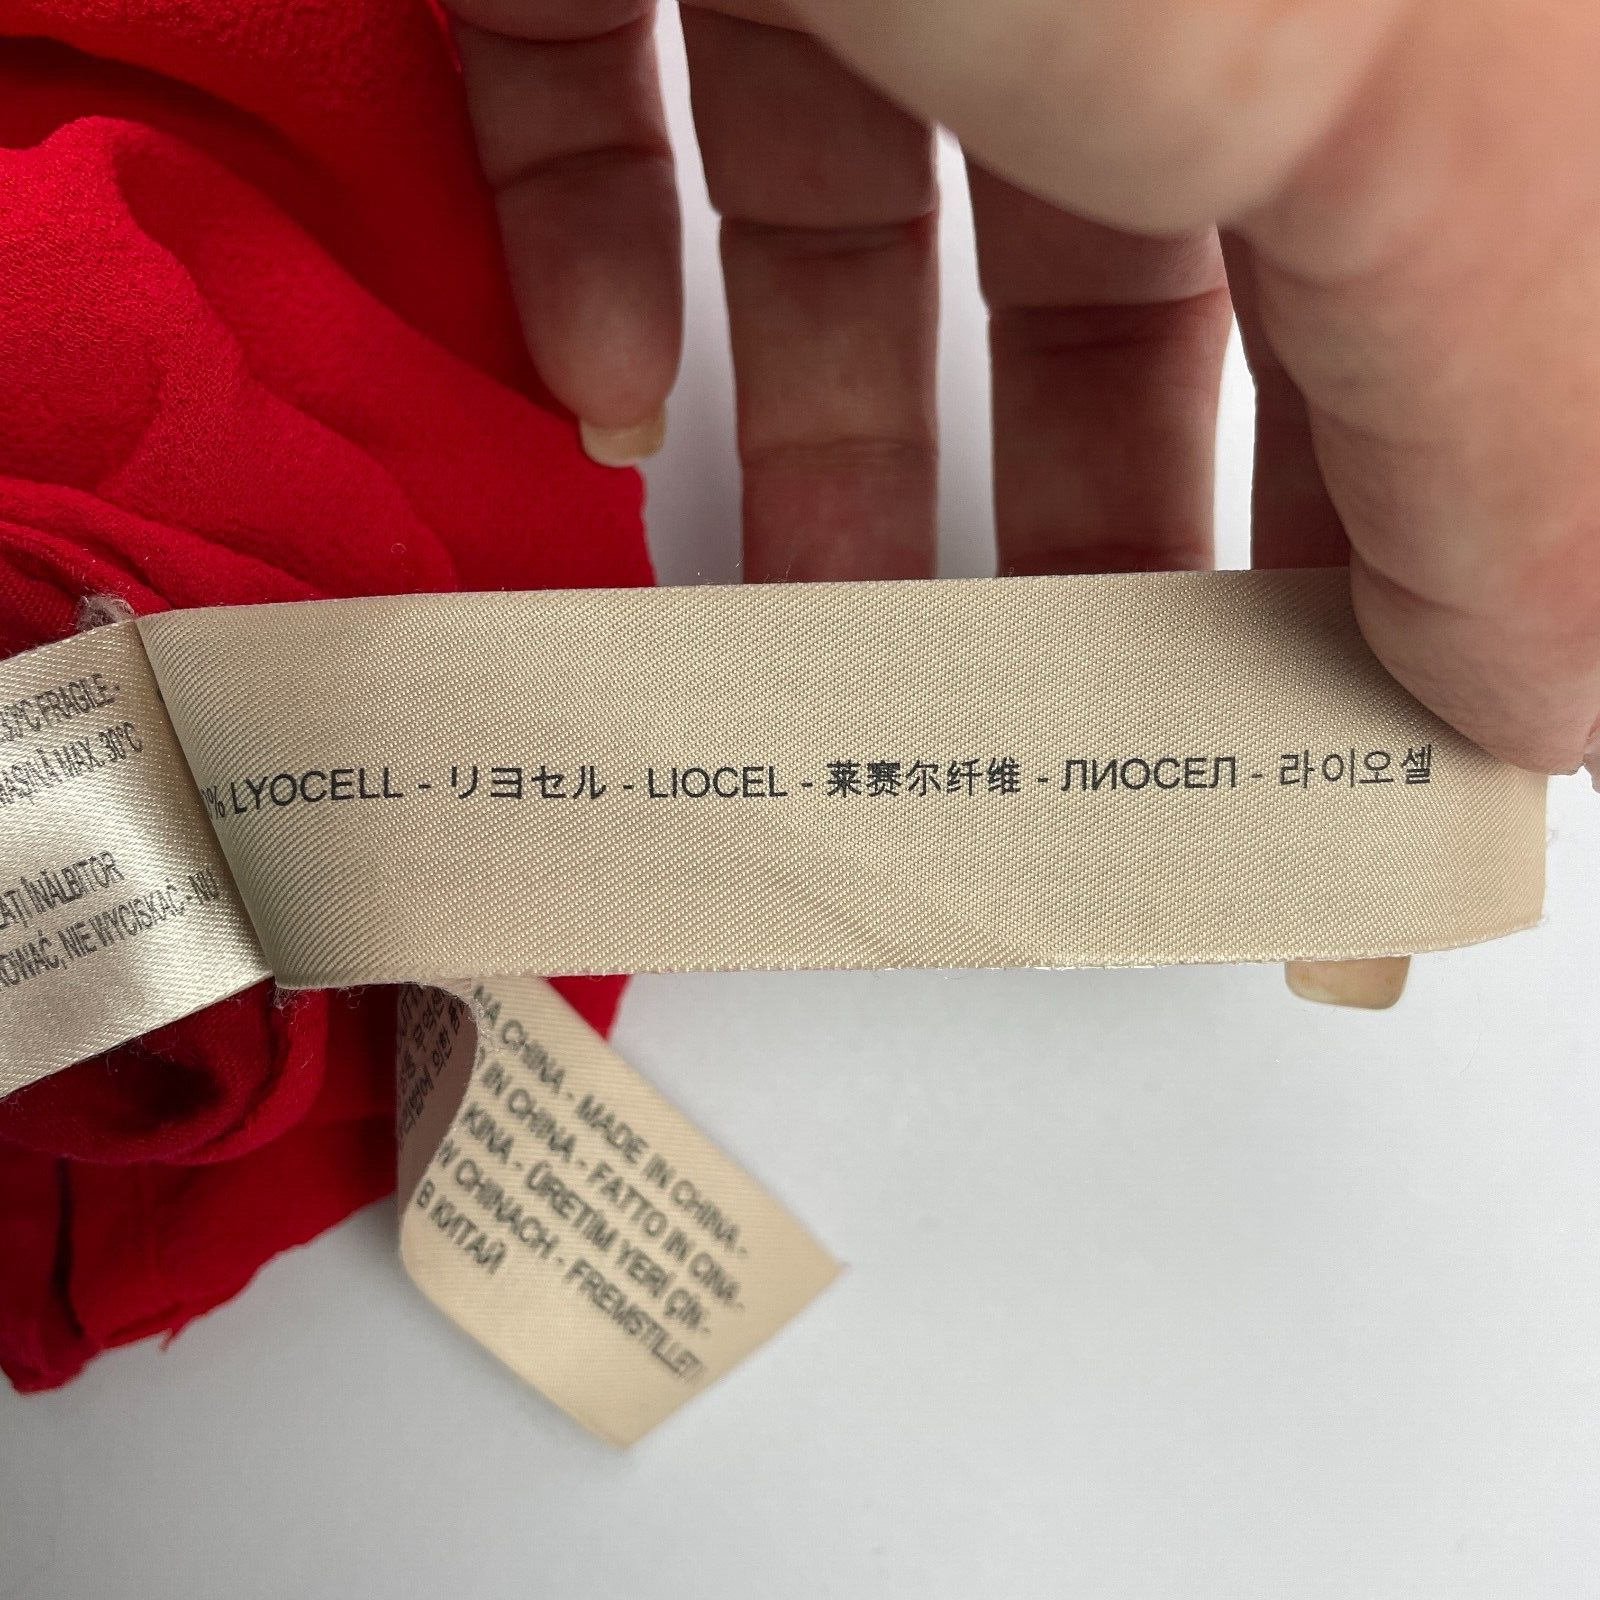 30°C FRAGILE -
MAȘINĂ MAX. 30°C
ÎNĂLBITOR
NIE WYCISKAĆ - NU
% LYOCELL - リヨセル - LIOCEL - 莱赛尔纤维 - ЛИОСЕЛ - 라이오셀
NA CHINA - MADE IN CHINA -
IN CHINA - FATTO IN CINA -
KINA - ÜRETIM YERİ ÇIN -
CHINACH - FREMSTILLET I
В КИТАЙ